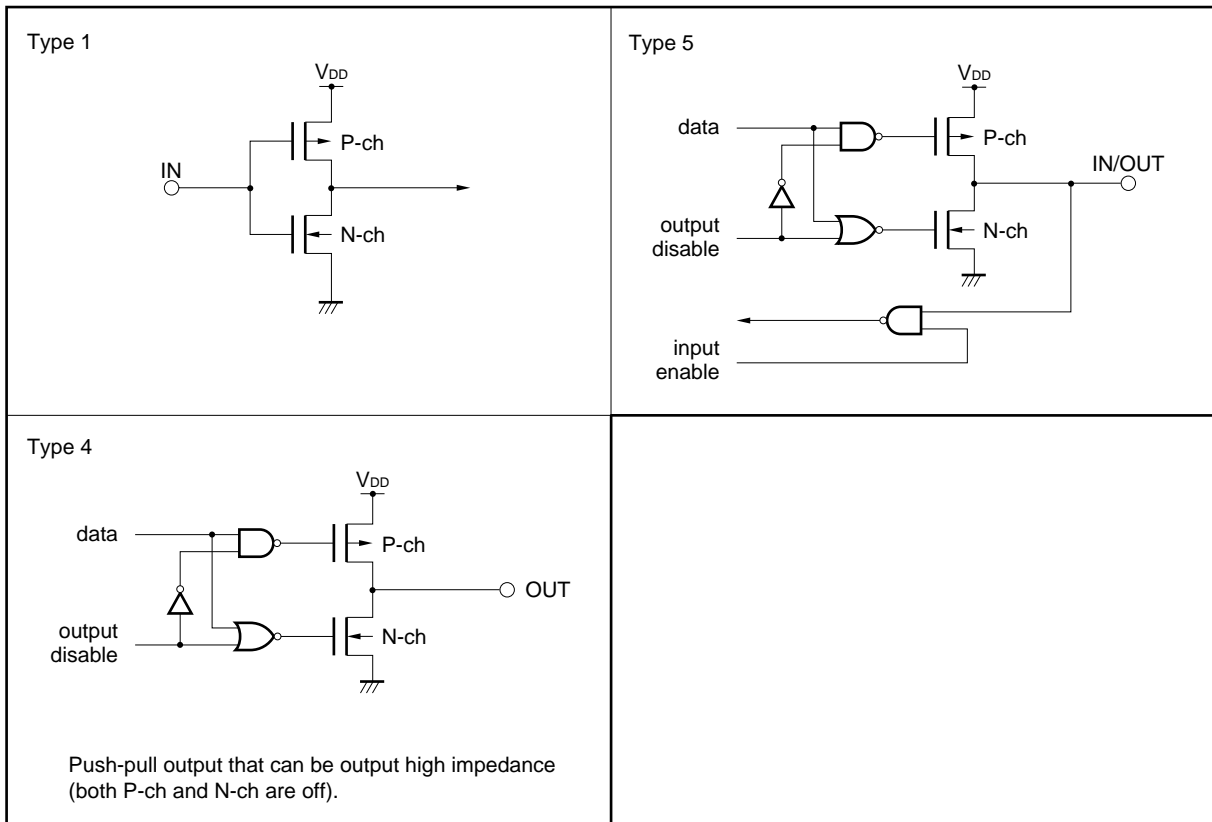 Type 1
VDD
P-ch
IN
N-ch
Type 5
VDD
data
P-ch
IN/OUT
output
disable
N-ch
input
enable
Type 4
VDD
data
P-ch
OUT
output
disable
N-ch
Push-pull output that can be output high impedance
(both P-ch and N-ch are off).